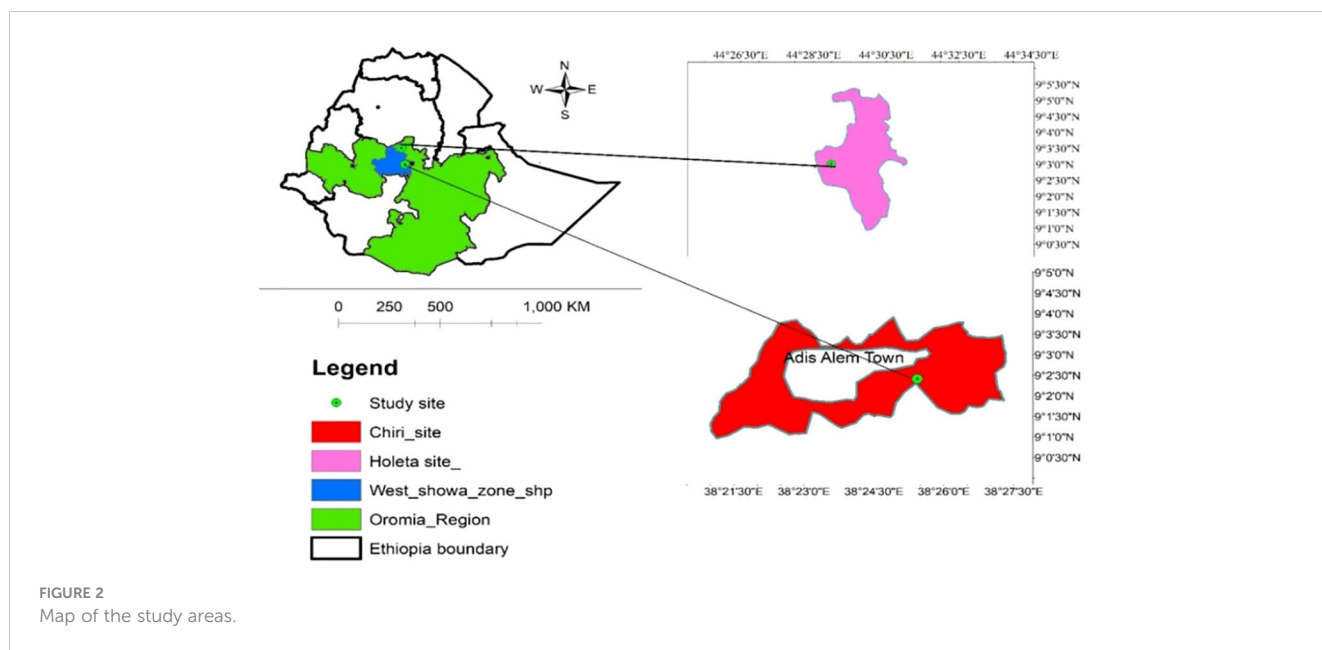 N
W E
S
0 250 500 1,000 KM
Legend
Study site
Chiri_site
Holeta site_
West_showa_zone_shp
Oromia_Region
Ethiopia boundary
44°26'30"E 44°28'30"E 44°30'30"E 44°32'30"E 44°34'30"E
9°5'30"N
9°5'0"N
9°4'30"N
9°4'0"N
9°3'30"N
9°3'0"N
9°2'30"N
9°2'0"N
9°1'30"N
9°1'0"N
9°0'30"N
9°5'0"N
9°4'30"N
9°4'0"N
9°3'30"N
9°3'0"N
9°2'30"N
9°2'0"N
9°1'30"N
9°1'0"N
9°0'30"N
Adis Alem Town
38°21'30"E 38°23'0"E 38°24'30"E 38°26'0"E 38°27'30"E
FIGURE 2
Map of the study areas.